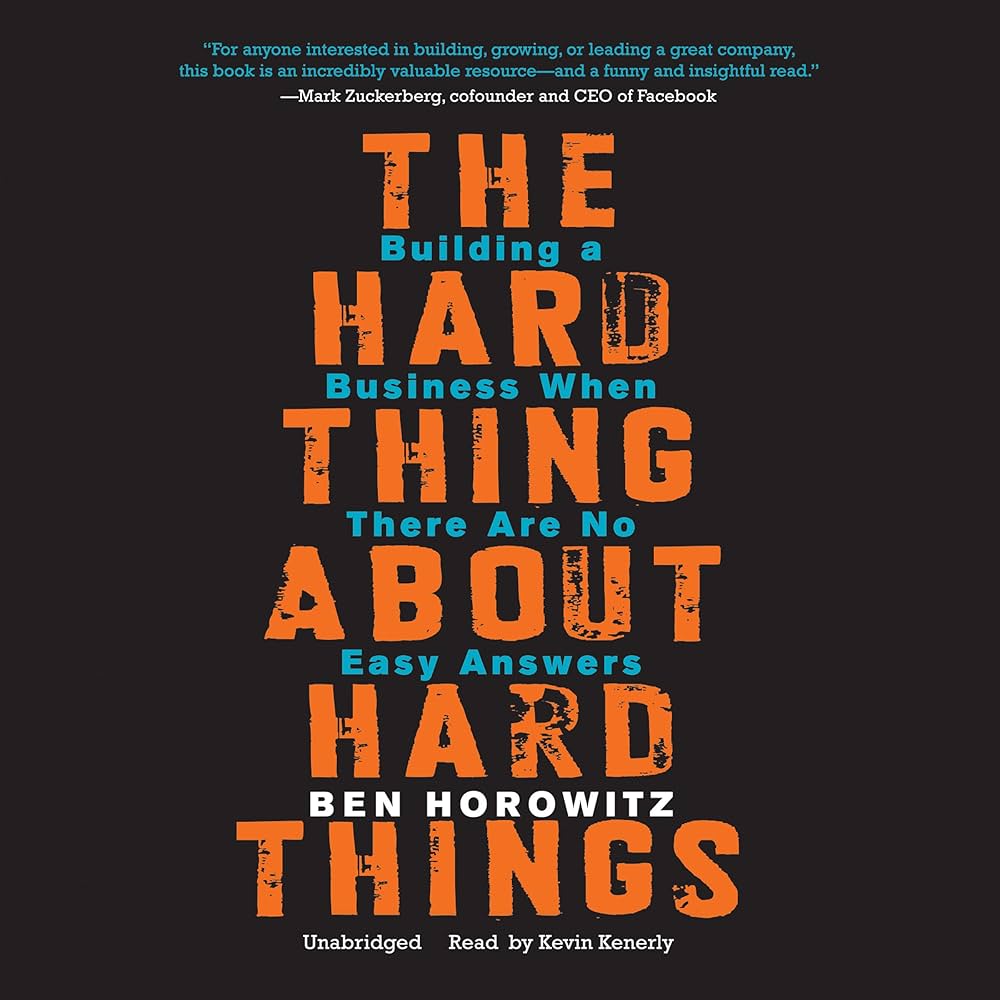 “For anyone interested in building, growing, or leading a great company,
this book is an incredibly valuable resource—and a funny and insightful read.”
—Mark Zuckerberg, cofounder and CEO of Facebook
THE
Building a
HARD
Business When
THING
There Are No
ABOUT
Easy Answers
HARD
BEN HOROWITZ
THINGS
Unabridged Read by Kevin Kenerly